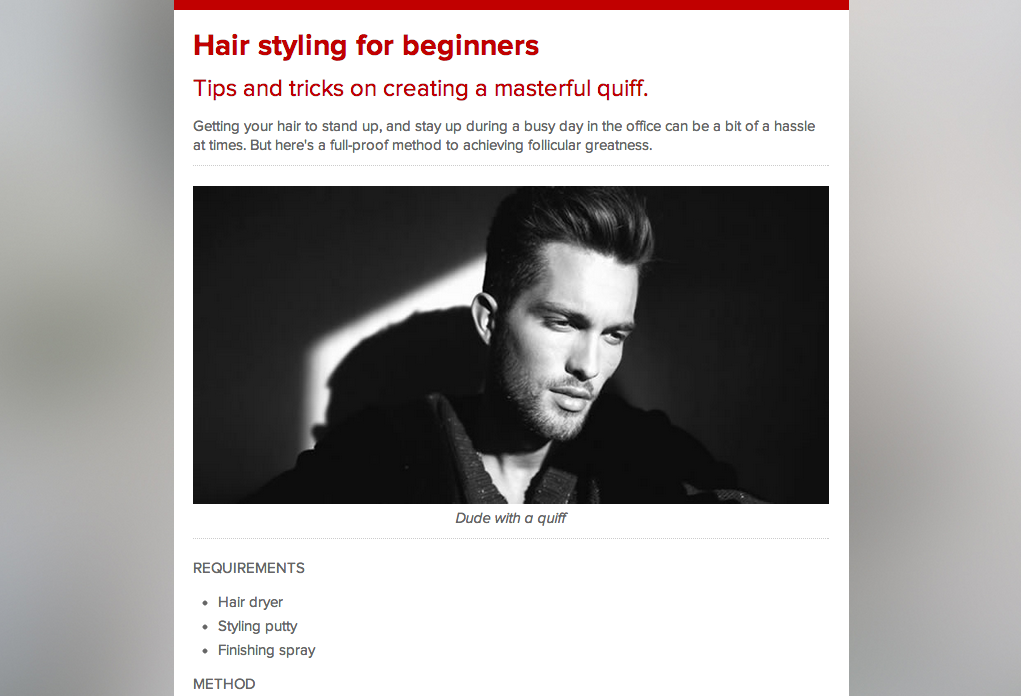 Hair styling for beginners
Tips and tricks on creating a masterful quiff.
Getting your hair to stand up, and stay up during a busy day in the office can be a bit of a hassle
at times. But here's a full-proof method to achieving follicular greatness.
Dude with a quiff
REQUIREMENTS
• Hair dryer
• Styling putty
• Finishing spray
METHOD